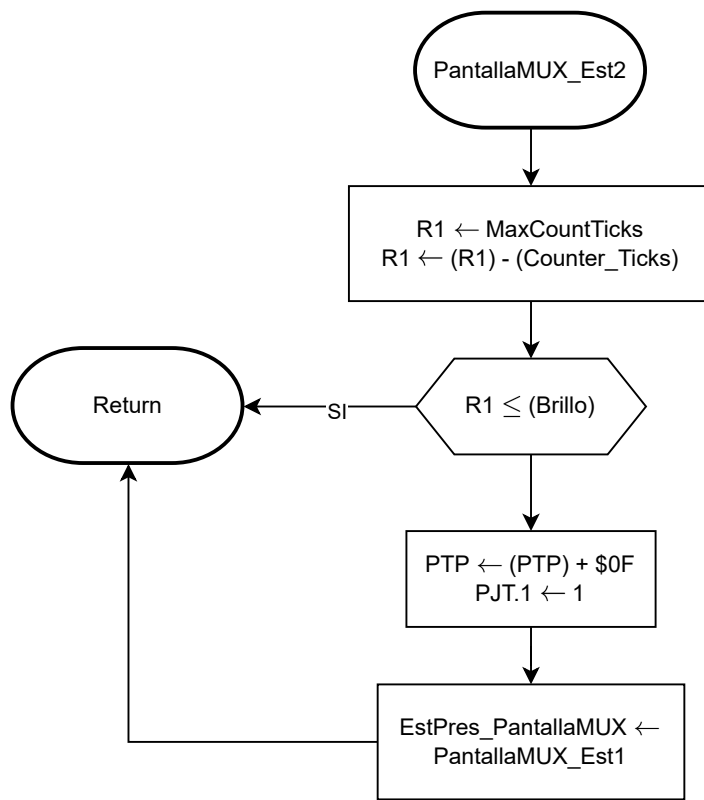 PantallaMUX_Est2
R1 ← MaxCountTicks
R1 ← (R1) - (Counter_Ticks)
Return
SI
R1 ≤ (Brillo)
PTP ← (PTP) + $0F
PJT.1 ← 1
EstPres_PantallaMUX ←
PantallaMUX_Est1